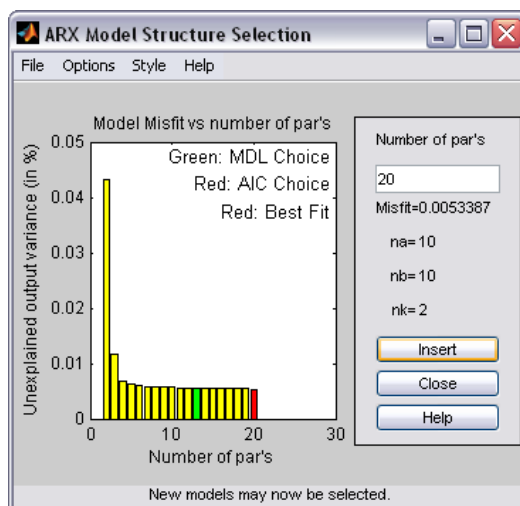 ARX Model Structure Selection
File Options Style Help
Model Misfit vs number of par's
Green: MDL Choice
Red: AIC Choice
Red: Best Fit
Unexplained output variance (in %)
0.05
0.04
0.03
0.02
0.01
0
0 10 20 30
Number of par's
Number of par's
20
Misfit=0.0053387
na= 10
nb= 10
nk= 2
Insert
Close
Help
New models may now be selected.